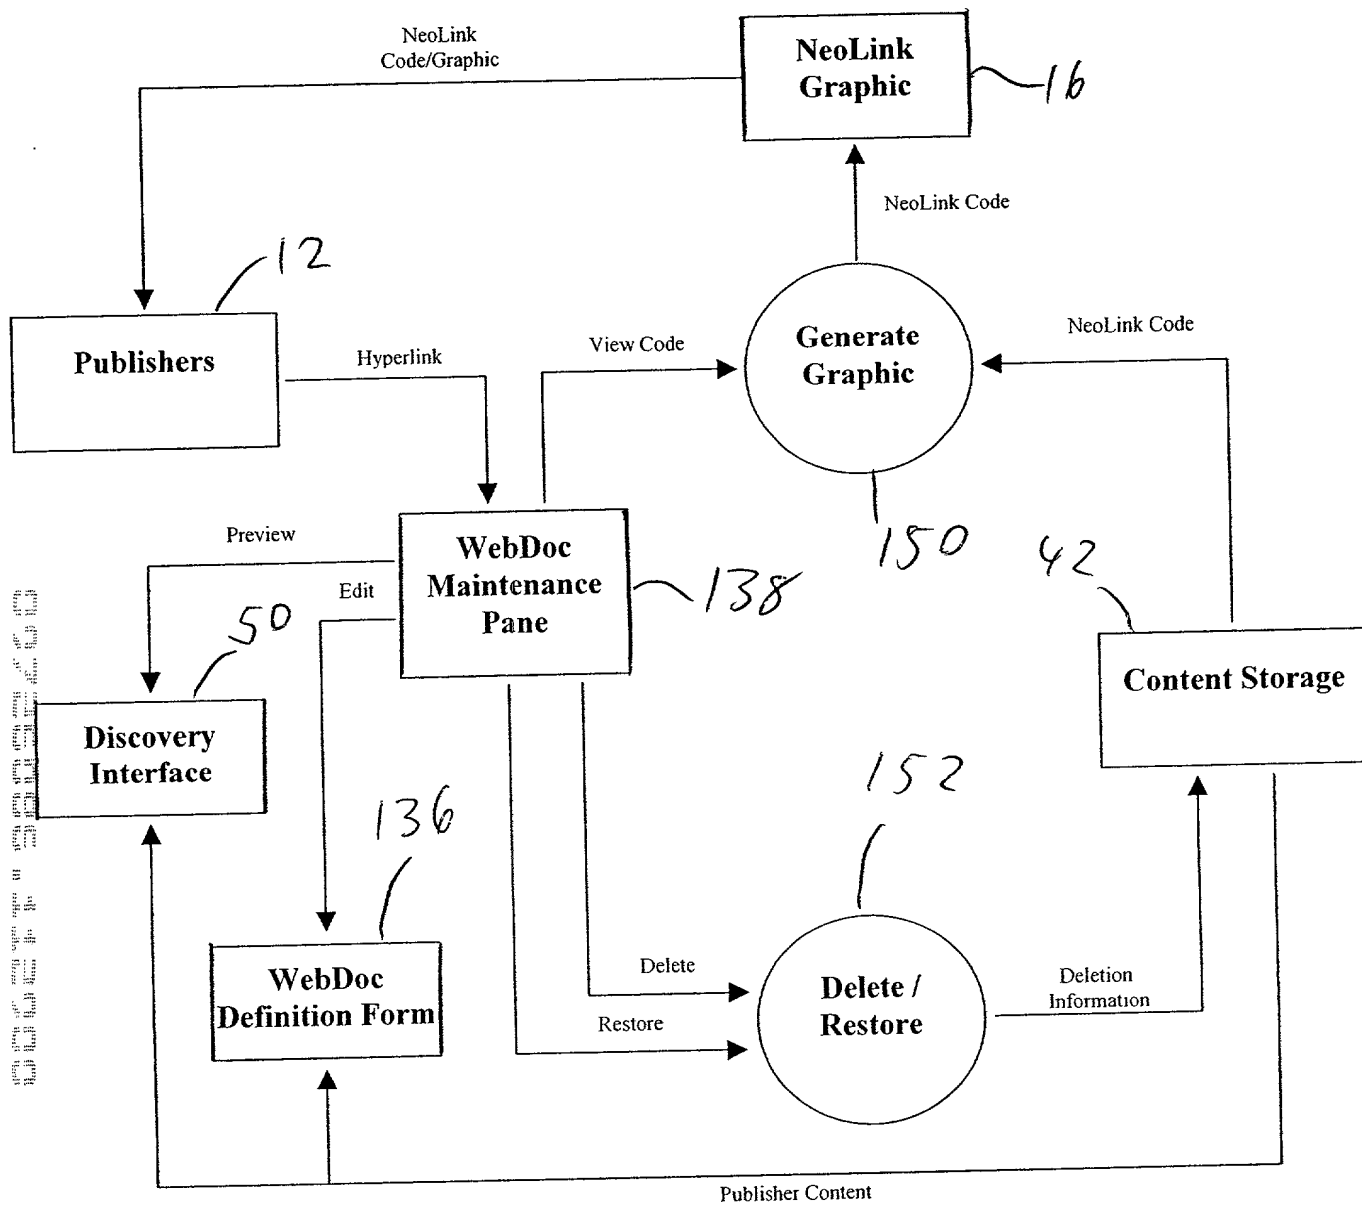 NeoLink
Code/Graphic
NeoLink
Graphic
16
NeoLink Code
12
Publishers
Hyperlink
View Code
Generate
Graphic
NeoLink Code
Preview
Edit
WebDoc
Maintenance
Pane
138
150
42
50
Content Storage
Discovery
Interface
152
136
WebDoc
Definition Form
Delete
Restore
Delete /
Restore
Deletion
Information
Publisher Content